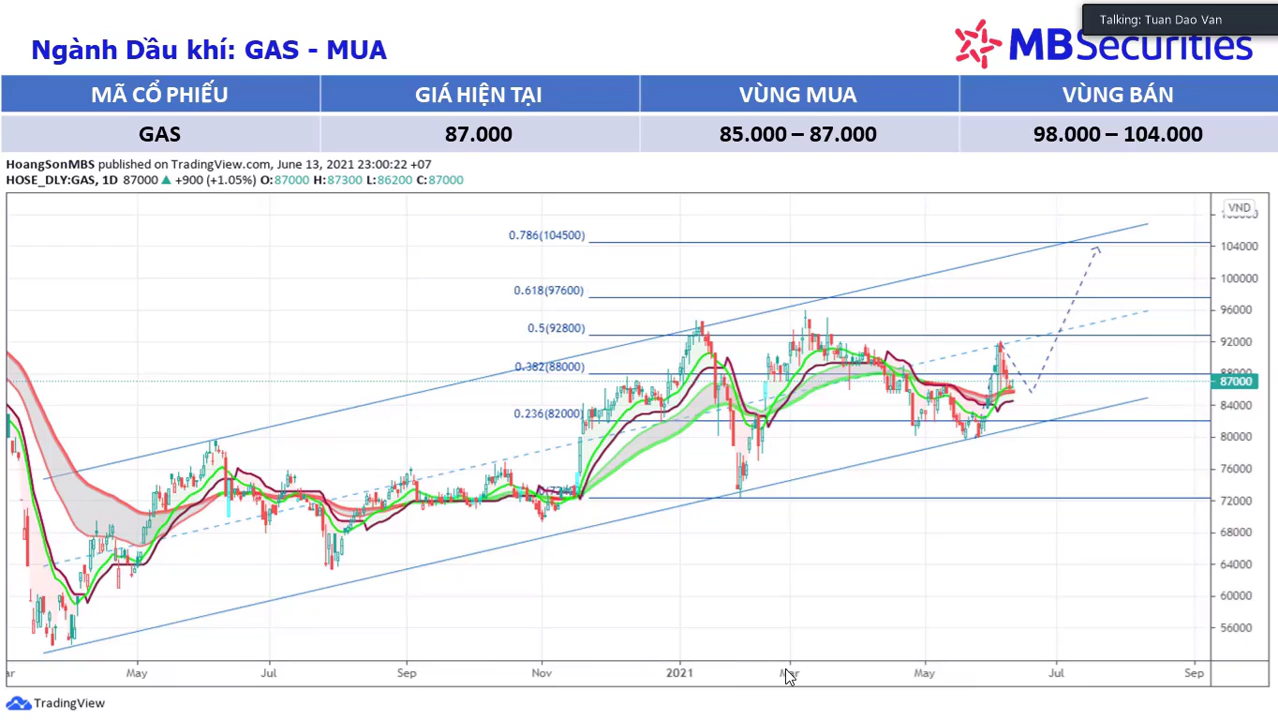 Talking: Tuan Dao Van
Ngành Dầu khí: GAS - MUA
MBSecurities
MÃ CỔ PHIẾU GIÁ HIỆN TẠI VÙNG MUA VÙNG BÁN
GAS 87.000 85.000 – 87.000 98.000 – 104.000
HoangSonMBS published on TradingView.com, June 13, 2021 23:00:22 +07
HOSE_DLY:GAS, 1D 87000 ▲ +900 (+1.05%) O:87000 H:87300 L:86200 C:87000
VND
0.786(104500)
104000
100000
0.618(97600)
96000
0.5(92800)
92000
0.382(88000)
88000
87000
84000
0.236(82000)
80000
76000
72000
68000
64000
60000
56000
May Jul Sep Nov 2021 Mar May Jul Sep
TradingView